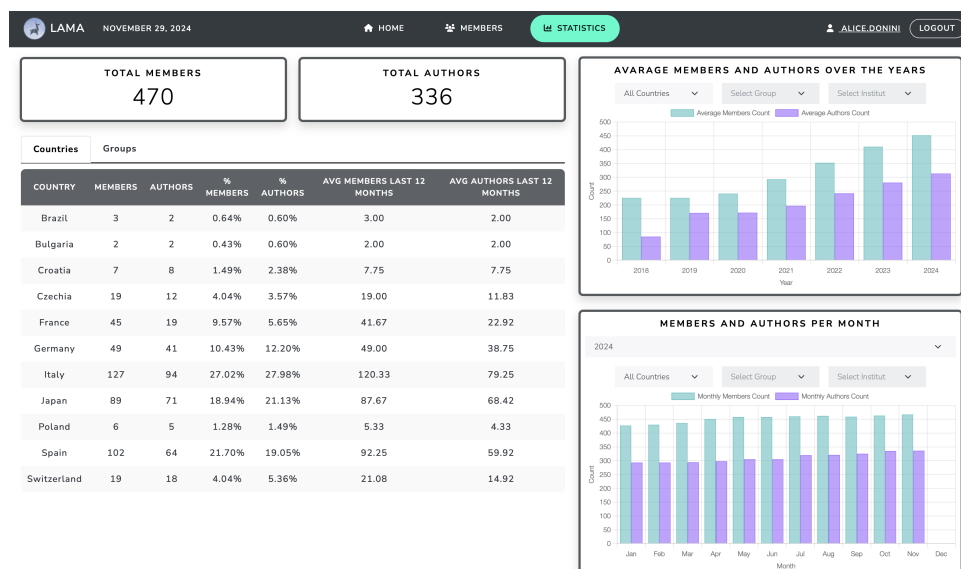 LAMA NOVEMBER 29, 2024 HOME MEMBERS STATISTICS ALICE.DONINI LOGOUT
TOTAL MEMBERS
470
TOTAL AUTHORS
336
Countries Groups
COUNTRY MEMBERS AUTHORS % MEMBERS % AUTHORS AVG MEMBERS LAST 12 MONTHS AVG AUTHORS LAST 12 MONTHS
Brazil 3 2 0.64% 0.60% 3.00 2.00
Bulgaria 2 2 0.43% 0.60% 2.00 2.00
Croatia 7 8 1.49% 2.38% 7.75 7.75
Czechia 19 12 4.04% 3.57% 19.00 11.83
France 45 19 9.57% 5.65% 41.67 22.92
Germany 49 41 10.43% 12.20% 49.00 38.75
Italy 127 94 27.02% 27.98% 120.33 79.25
Japan 89 71 18.94% 21.13% 87.67 68.42
Poland 6 5 1.28% 1.49% 5.33 4.33
Spain 102 64 21.70% 19.05% 92.25 59.92
Switzerland 19 18 4.04% 5.36% 21.08 14.92
AVARAGE MEMBERS AND AUTHORS OVER THE YEARS
All Countries Select Group Select Institut
Average Members Count Average Authors Count
500
450
400
350
300
250
200
150
100
50
0
Count
2018 2019 2020 2021 2022 2023 2024
Year
MEMBERS AND AUTHORS PER MONTH
2024
All Countries Select Group Select Institut
Monthly Members Count Monthly Authors Count
500
450
400
350
300
250
200
150
100
50
0
Count
Jan Feb Mar Apr May Jun Jul Aug Sep Oct Nov Dec
Month